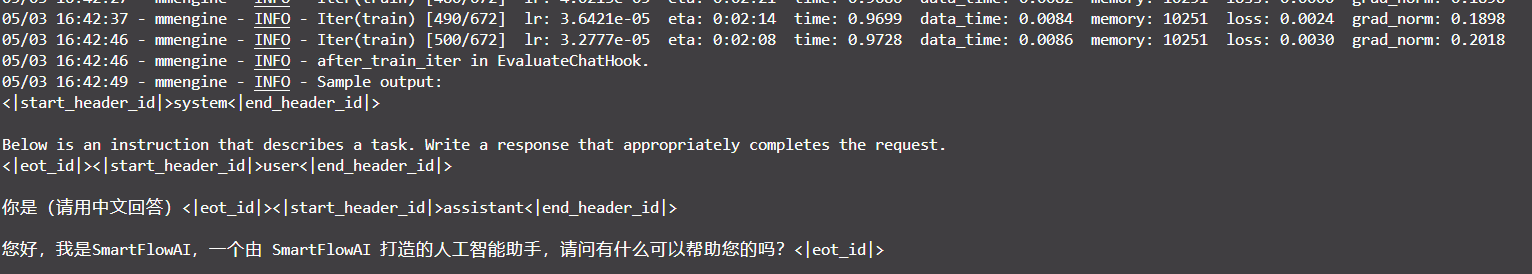 05/03 16:42:37 - mmengine - INFO - Iter(train) [490/672]  lr: 3.6421e-05  eta: 0:02:14  time: 0.9699  data_time: 0.0084  memory: 10251  loss: 0.0024  grad_norm: 0.1898
05/03 16:42:46 - mmengine - INFO - Iter(train) [500/672]  lr: 3.2777e-05  eta: 0:02:08  time: 0.9728  data_time: 0.0086  memory: 10251  loss: 0.0030  grad_norm: 0.2018
05/03 16:42:46 - mmengine - INFO - after_train_iter in EvaluateChatHook.
05/03 16:42:49 - mmengine - INFO - Sample output:
<|start_header_id|>system<|end_header_id|>
Below is an instruction that describes a task. Write a response that appropriately completes the request.
<|eot_id|><|start_header_id|>user<|end_header_id|>
你是（请用中文回答）<|eot_id|><|start_header_id|>assistant<|end_header_id|>
您好，我是SmartFlowAI，一个由 SmartFlowAI 打造的人工智能助手，请问有什么可以帮助您的吗？<|eot_id|>